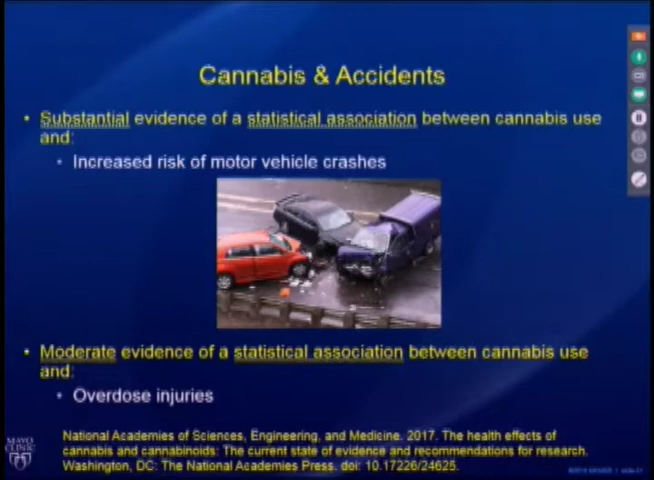 Cannabis & Accidents
• Substantial evidence of a statistical association between cannabis use
and:
• Increased risk of motor vehicle crashes
• Moderate evidence of a statistical association between cannabis use
and:
• Overdose injuries
National Academies of Sciences, Engineering, and Medicine. 2017. The health effects of
cannabis and cannabinoids: The current state of evidence and recommendations for research.
Washington, DC: The National Academies Press. doi: 10.17226/24625.
MAYO
CLINIC